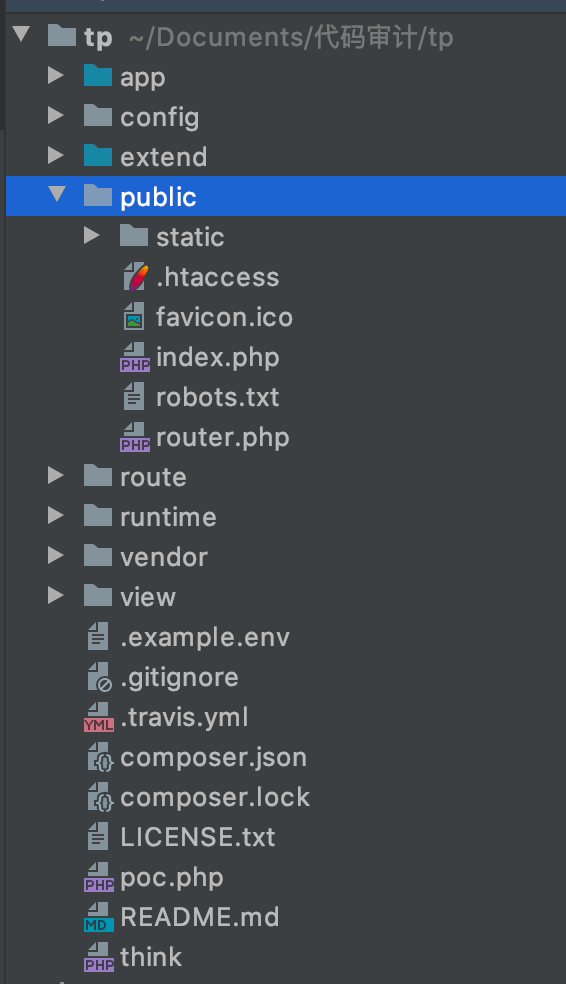 tp ~/Documents/代码审计/tp
app
config
extend
public
static
.htaccess
favicon.ico
PHP index.php
robots.txt
PHP router.php
route
runtime
vendor
view
.example.env
.gitignore
YML .travis.yml
composer.json
composer.lock
LICENSE.txt
PHP poc.php
MD README.md
PHP think